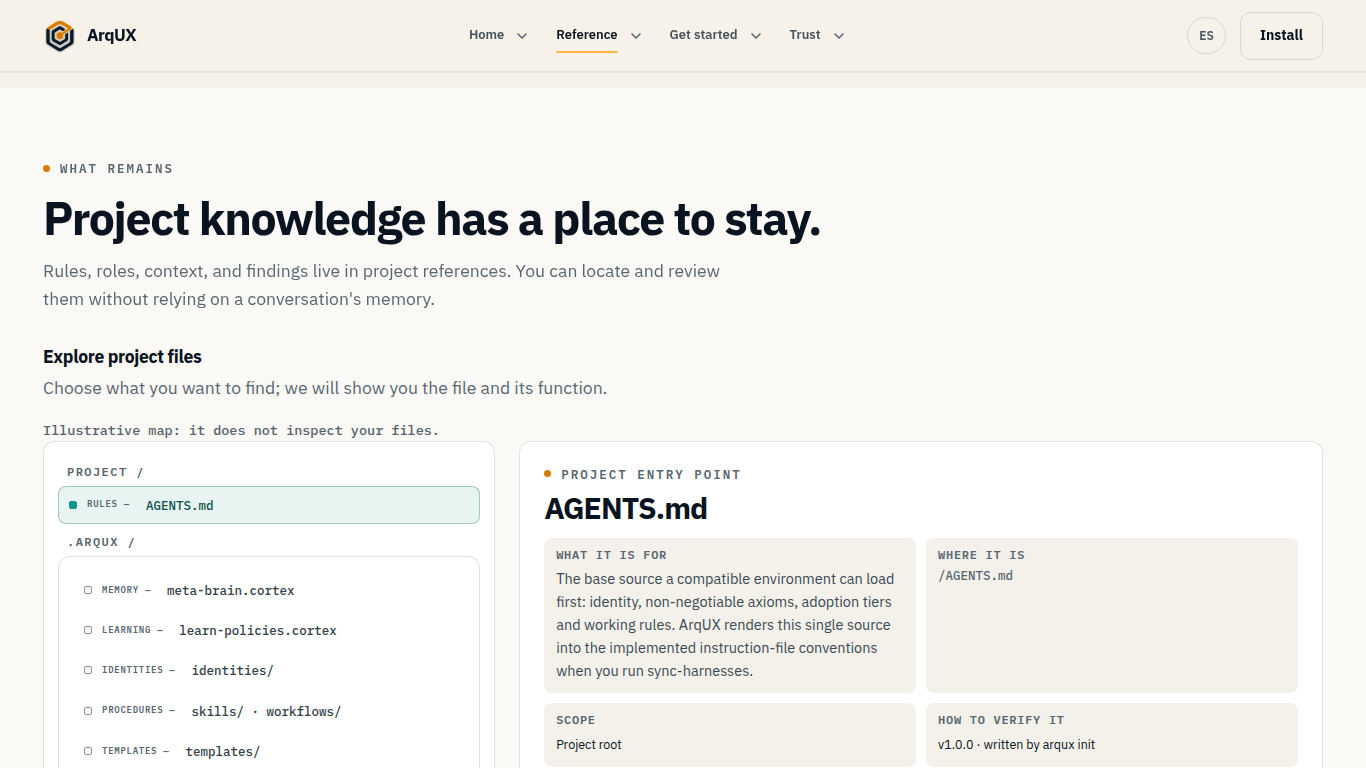 ArqUX
Home
Reference
Get started
Trust
ES
Install
WHAT REMAINS
Project knowledge has a place to stay.
Rules, roles, context, and findings live in project references. You can locate and review
them without relying on a conversation's memory.
Explore project files
Choose what you want to find; we will show you the file and its function.
Illustrative map: it does not inspect your files.
PROJECT /
RULES — AGENTS.md
.ARQUX /
MEMORY — meta-brain.cortex
LEARNING — learn-policies.cortex
IDENTITIES — identities/
PROCEDURES — skills/ · workflows/
TEMPLATES — templates/
PROJECT ENTRY POINT
AGENTS.md
WHAT IT IS FOR
The base source a compatible environment can load
first: identity, non-negotiable axioms, adoption tiers
and working rules. ArqUX renders this single source
into the implemented instruction-file conventions
when you run sync-harnesses.
WHERE IT IS
/AGENTS.md
SCOPE
Project root
HOW TO VERIFY IT
v1.0.0 · written by arqux init